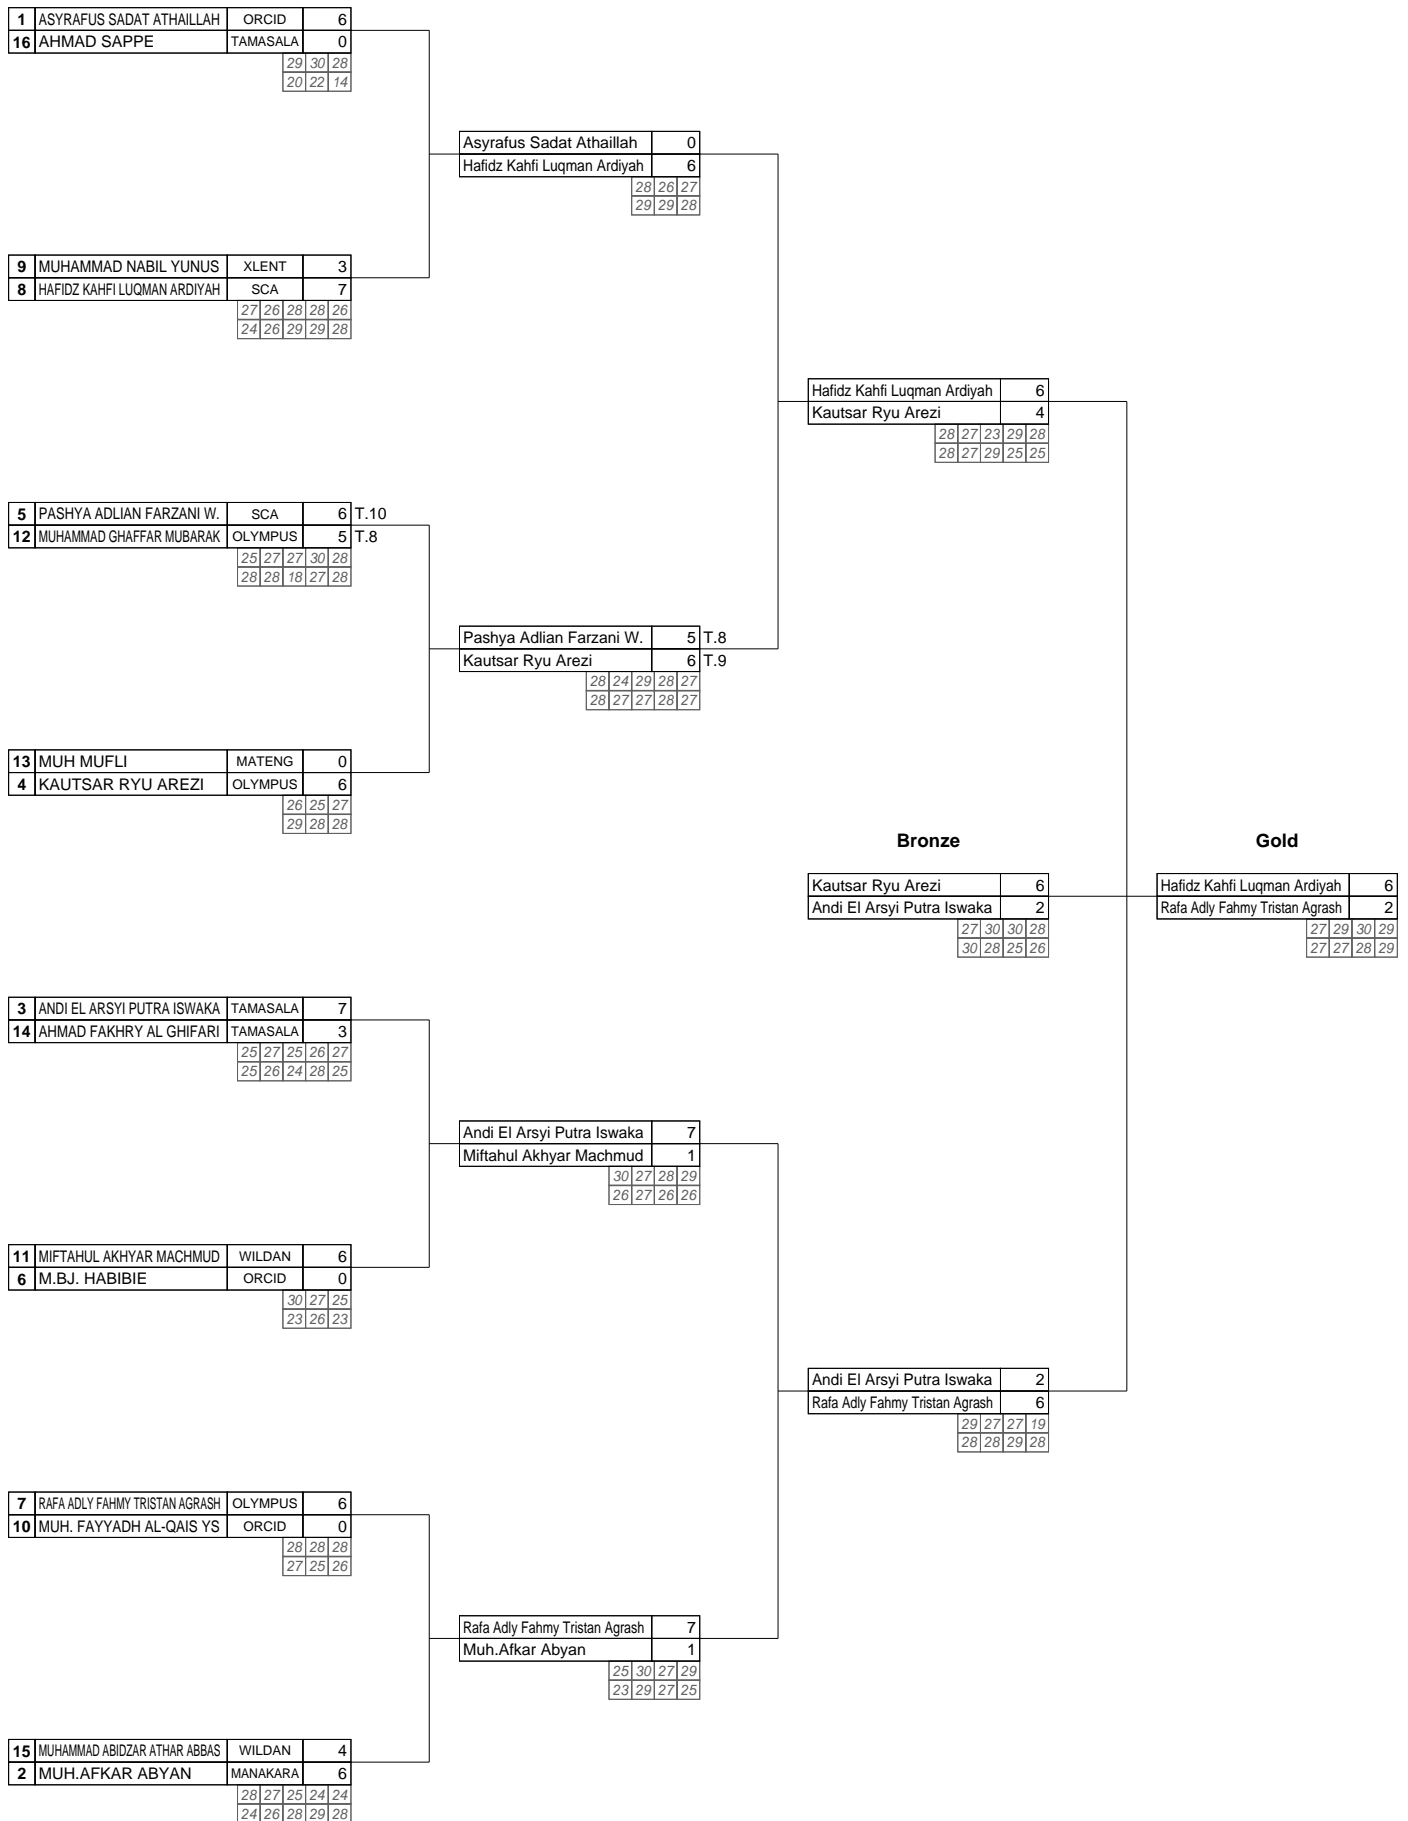 1 ASYRAFUS SADAT ATHAILLAH ORCID 6
16 AHMAD SAPPE TAMASALA 0
29 30 28
20 22 14
Asyrafus Sadat Athaillah 0
Hafidz Kahfi Luqman Ardiyah 6
28 26 27
29 29 28
9 MUHAMMAD NABIL YUNUS XLENT 3
8 HAFIDZ KAHFI LUQMAN ARDIYAH SCA 7
27 26 28 28 26
24 26 29 29 28
Hafidz Kahfi Luqman Ardiyah 6
Kautsar Ryu Arezi 4
28 27 23 29 28
28 27 29 25 25
5 PASHYA ADLIAN FARZANI W. SCA 6 T.10
12 MUHAMMAD GHAFFAR MUBARAK OLYMPUS 5 T.8
25 27 27 30 28
28 28 18 27 28
Pashya Adlian Farzani W. 5 T.8
Kautsar Ryu Arezi 6 T.9
28 24 29 28 27
28 27 27 28 27
13 MUH MUFLI MATENG 0
4 KAUTSAR RYU AREZI OLYMPUS 6
26 25 27
29 28 28
Bronze Gold
Kautsar Ryu Arezi 6 Hafidz Kahfi Luqman Ardiyah 6
Andi El Arsyi Putra Iswaka 2 Rafa Adly Fahmy Tristan Agrash 2
27 30 30 28 27 29 30 29
30 28 25 26 27 27 28 29
3 ANDI EL ARSYI PUTRA ISWAKA TAMASALA 7
14 AHMAD FAKHRY AL GHIFARI TAMASALA 3
25 27 25 26 27
25 26 24 28 25
Andi El Arsyi Putra Iswaka 7
Miftahul Akhyar Machmud 1
30 27 28 29
26 27 26 26
11 MIFTAHUL AKHYAR MACHMUD WILDAN 6
6 M.BJ. HABIBIE ORCID 0
30 27 25
23 26 23
Andi El Arsyi Putra Iswaka 2
Rafa Adly Fahmy Tristan Agrash 6
29 27 27 19
28 28 29 28
7 RAFA ADLY FAHMY TRISTAN AGRASH OLYMPUS 6
10 MUH. FAYYADH AL-QAIS YS ORCID 0
28 28 28
27 25 26
Rafa Adly Fahmy Tristan Agrash 7
Muh.Afkar Abyan 1
25 30 27 29
23 29 27 25
15 MUHAMMAD ABIDZAR ATHAR ABBAS WILDAN 4
2 MUH.AFKAR ABYAN MANAKARA 6
28 27 25 24 24
24 26 28 29 28